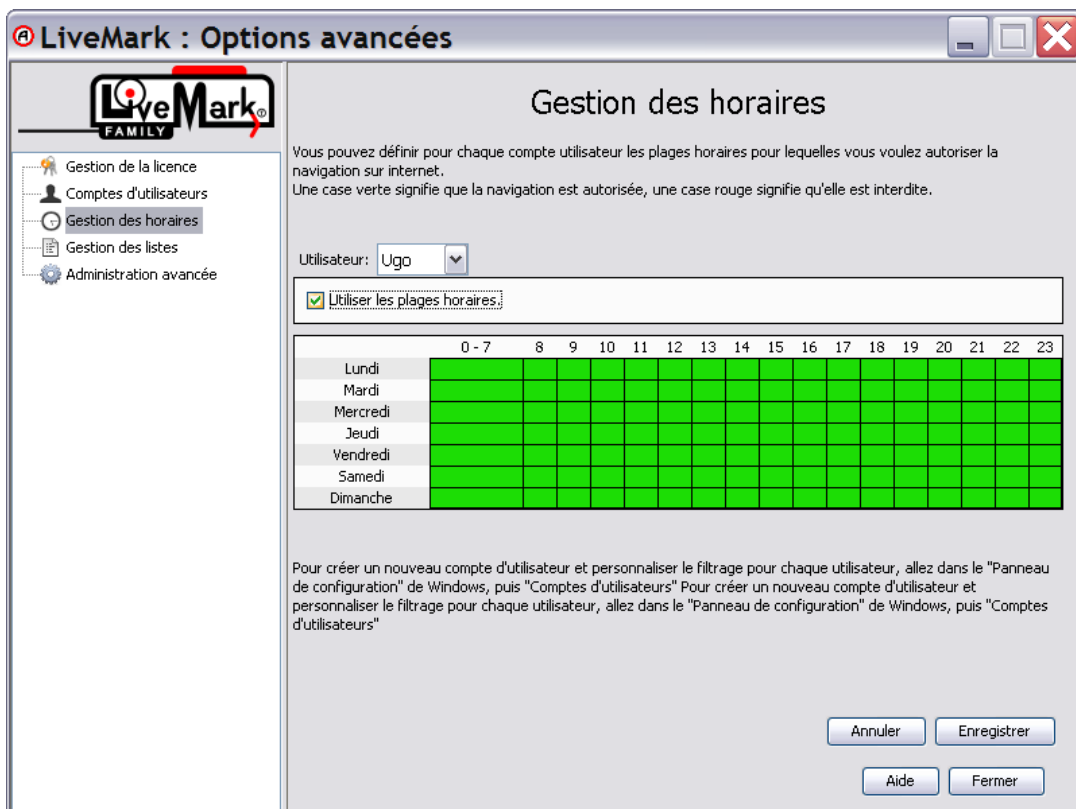 LiveMark : Options avancées
LiveMark®
FAMILY
Gestion de la licence
Comptes d'utilisateurs
Gestion des horaires
Gestion des listes
Administration avancée
Gestion des horaires
Vous pouvez définir pour chaque compte utilisateur les plages horaires pour lequelles vous voulez autoriser la
navigation sur internet.
Une case verte signifie que la navigation est autorisée, une case rouge signifie qu'elle est interdite.
Utilisateur: Ugo
Utiliser les plages horaires.
0 - 7 8 9 10 11 12 13 14 15 16 17 18 19 20 21 22 23
Lundi
Mardi
Mercredi
Jeudi
Vendredi
Samedi
Dimanche
Pour créer un nouveau compte d'utilisateur et personnaliser le filtrage pour chaque utilisateur, allez dans le "Panneau
de configuration" de Windows, puis "Comptes d'utilisateurs" Pour créer un nouveau compte d'utilisateur et
personnaliser le filtrage pour chaque utilisateur, allez dans le "Panneau de configuration" de Windows, puis "Comptes
d'utilisateurs"
Annuler Enregistrer
Aide Fermer